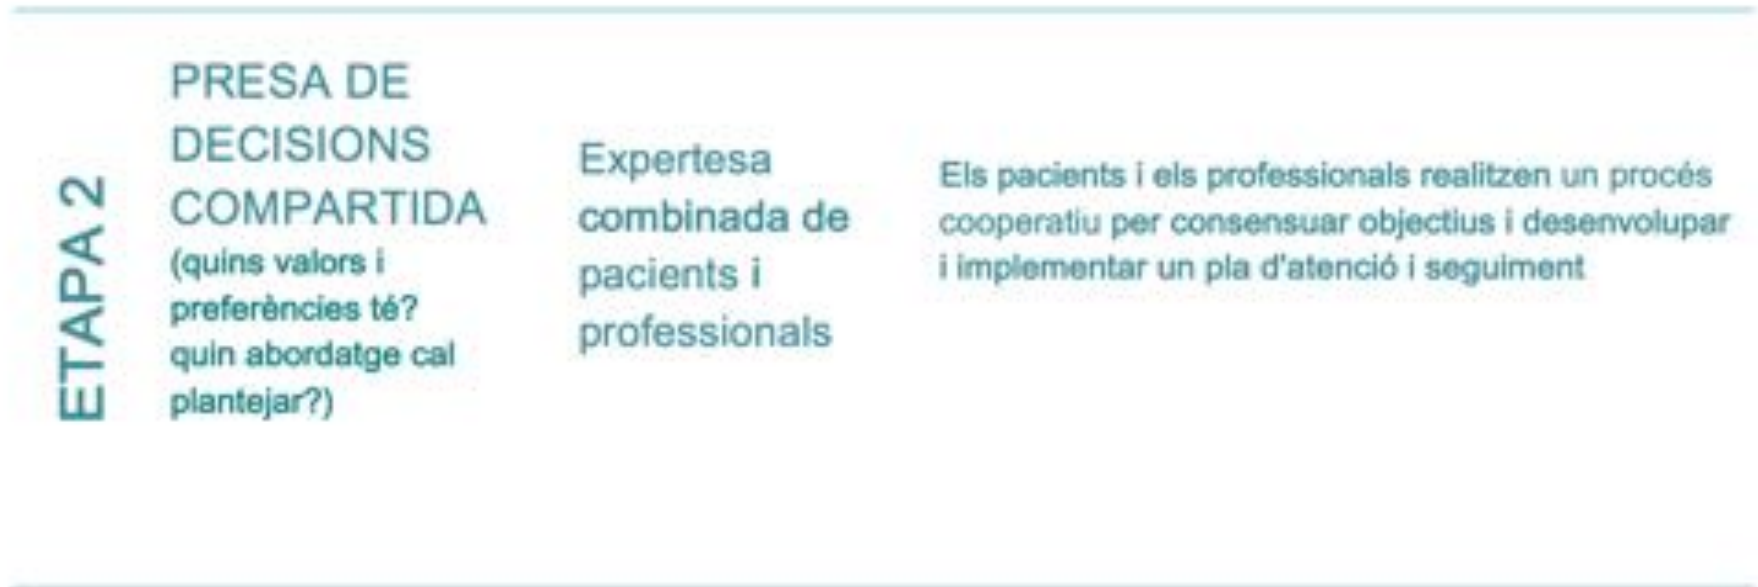 ETAPA 2
PRESA DE
DECISIONS
COMPARTIDA
(quins valors i
preferències té?
quin abordatge cal
plantejar?)
Expertesa
combinada de
pacients i
professionals
Els pacients i els professionals realitzen un procés
cooperatiu per consensuar objectius i desenvolupar
i implementar un pla d'atenció i seguiment